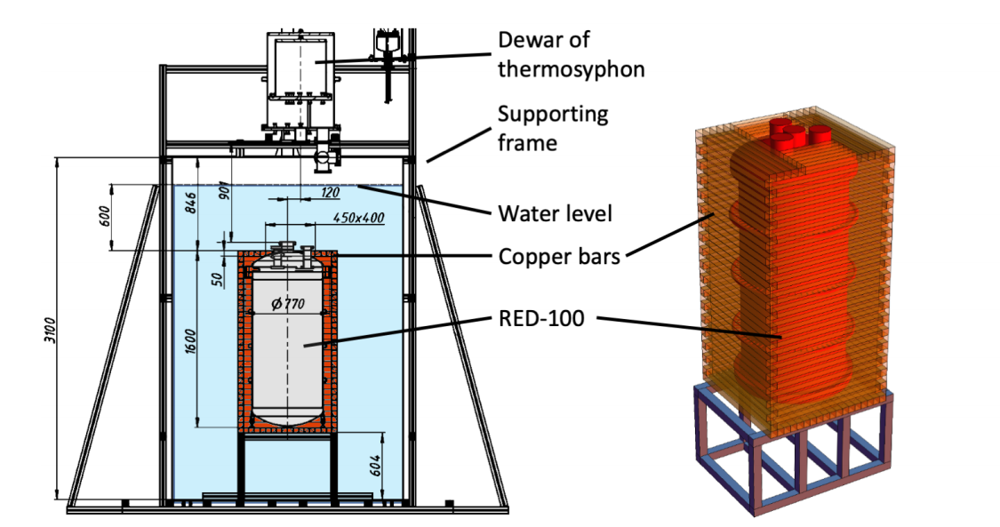 Dewar of
thermosyphon
Supporting
frame
Water level
Copper bars
RED-100
3100
600
846
901
120
450x400
50
Ø770
1600
604